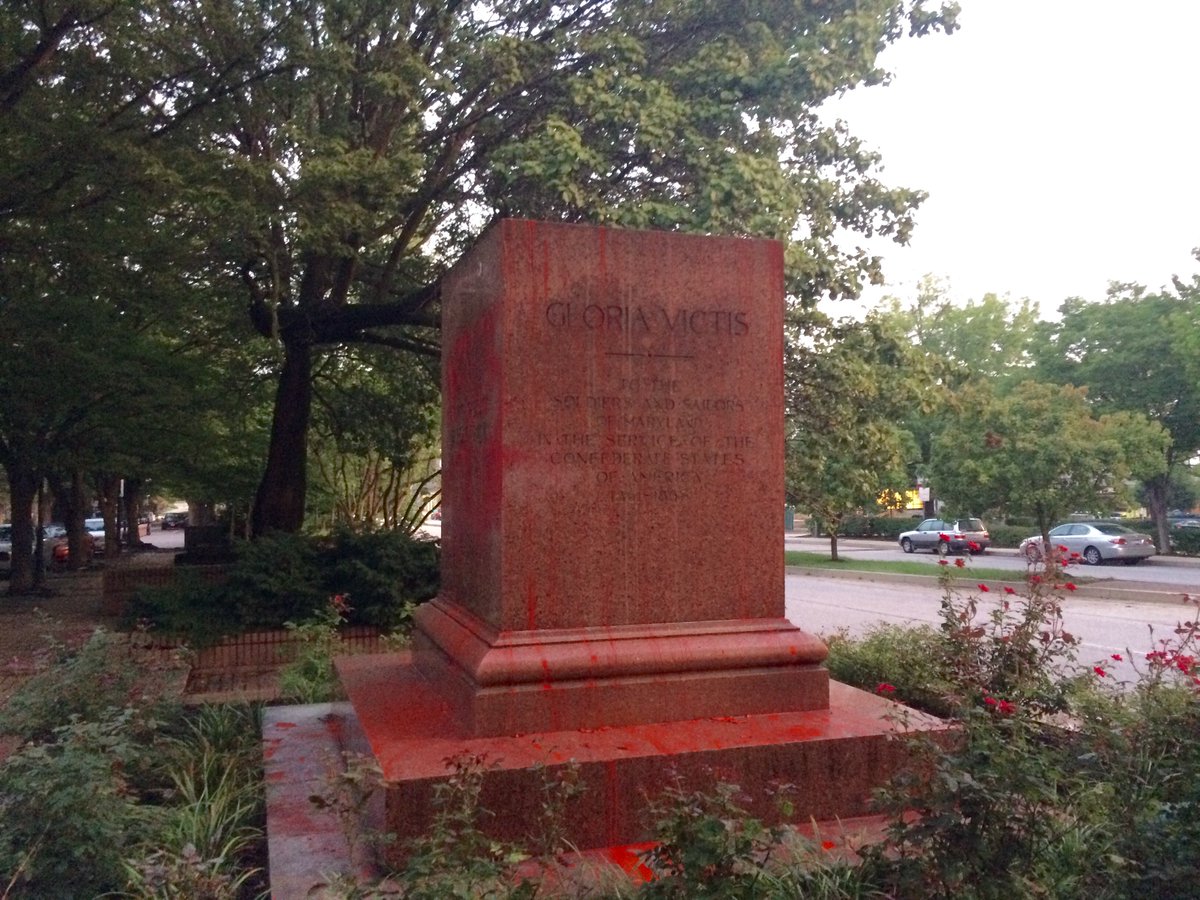 GLORIA VICTIS
TO THE
SOLDIERS AND SAILORS
OF MARYLAND
IN THE SERVICE OF THE
CONFEDERATE STATES
OF AMERICA
1861-1865